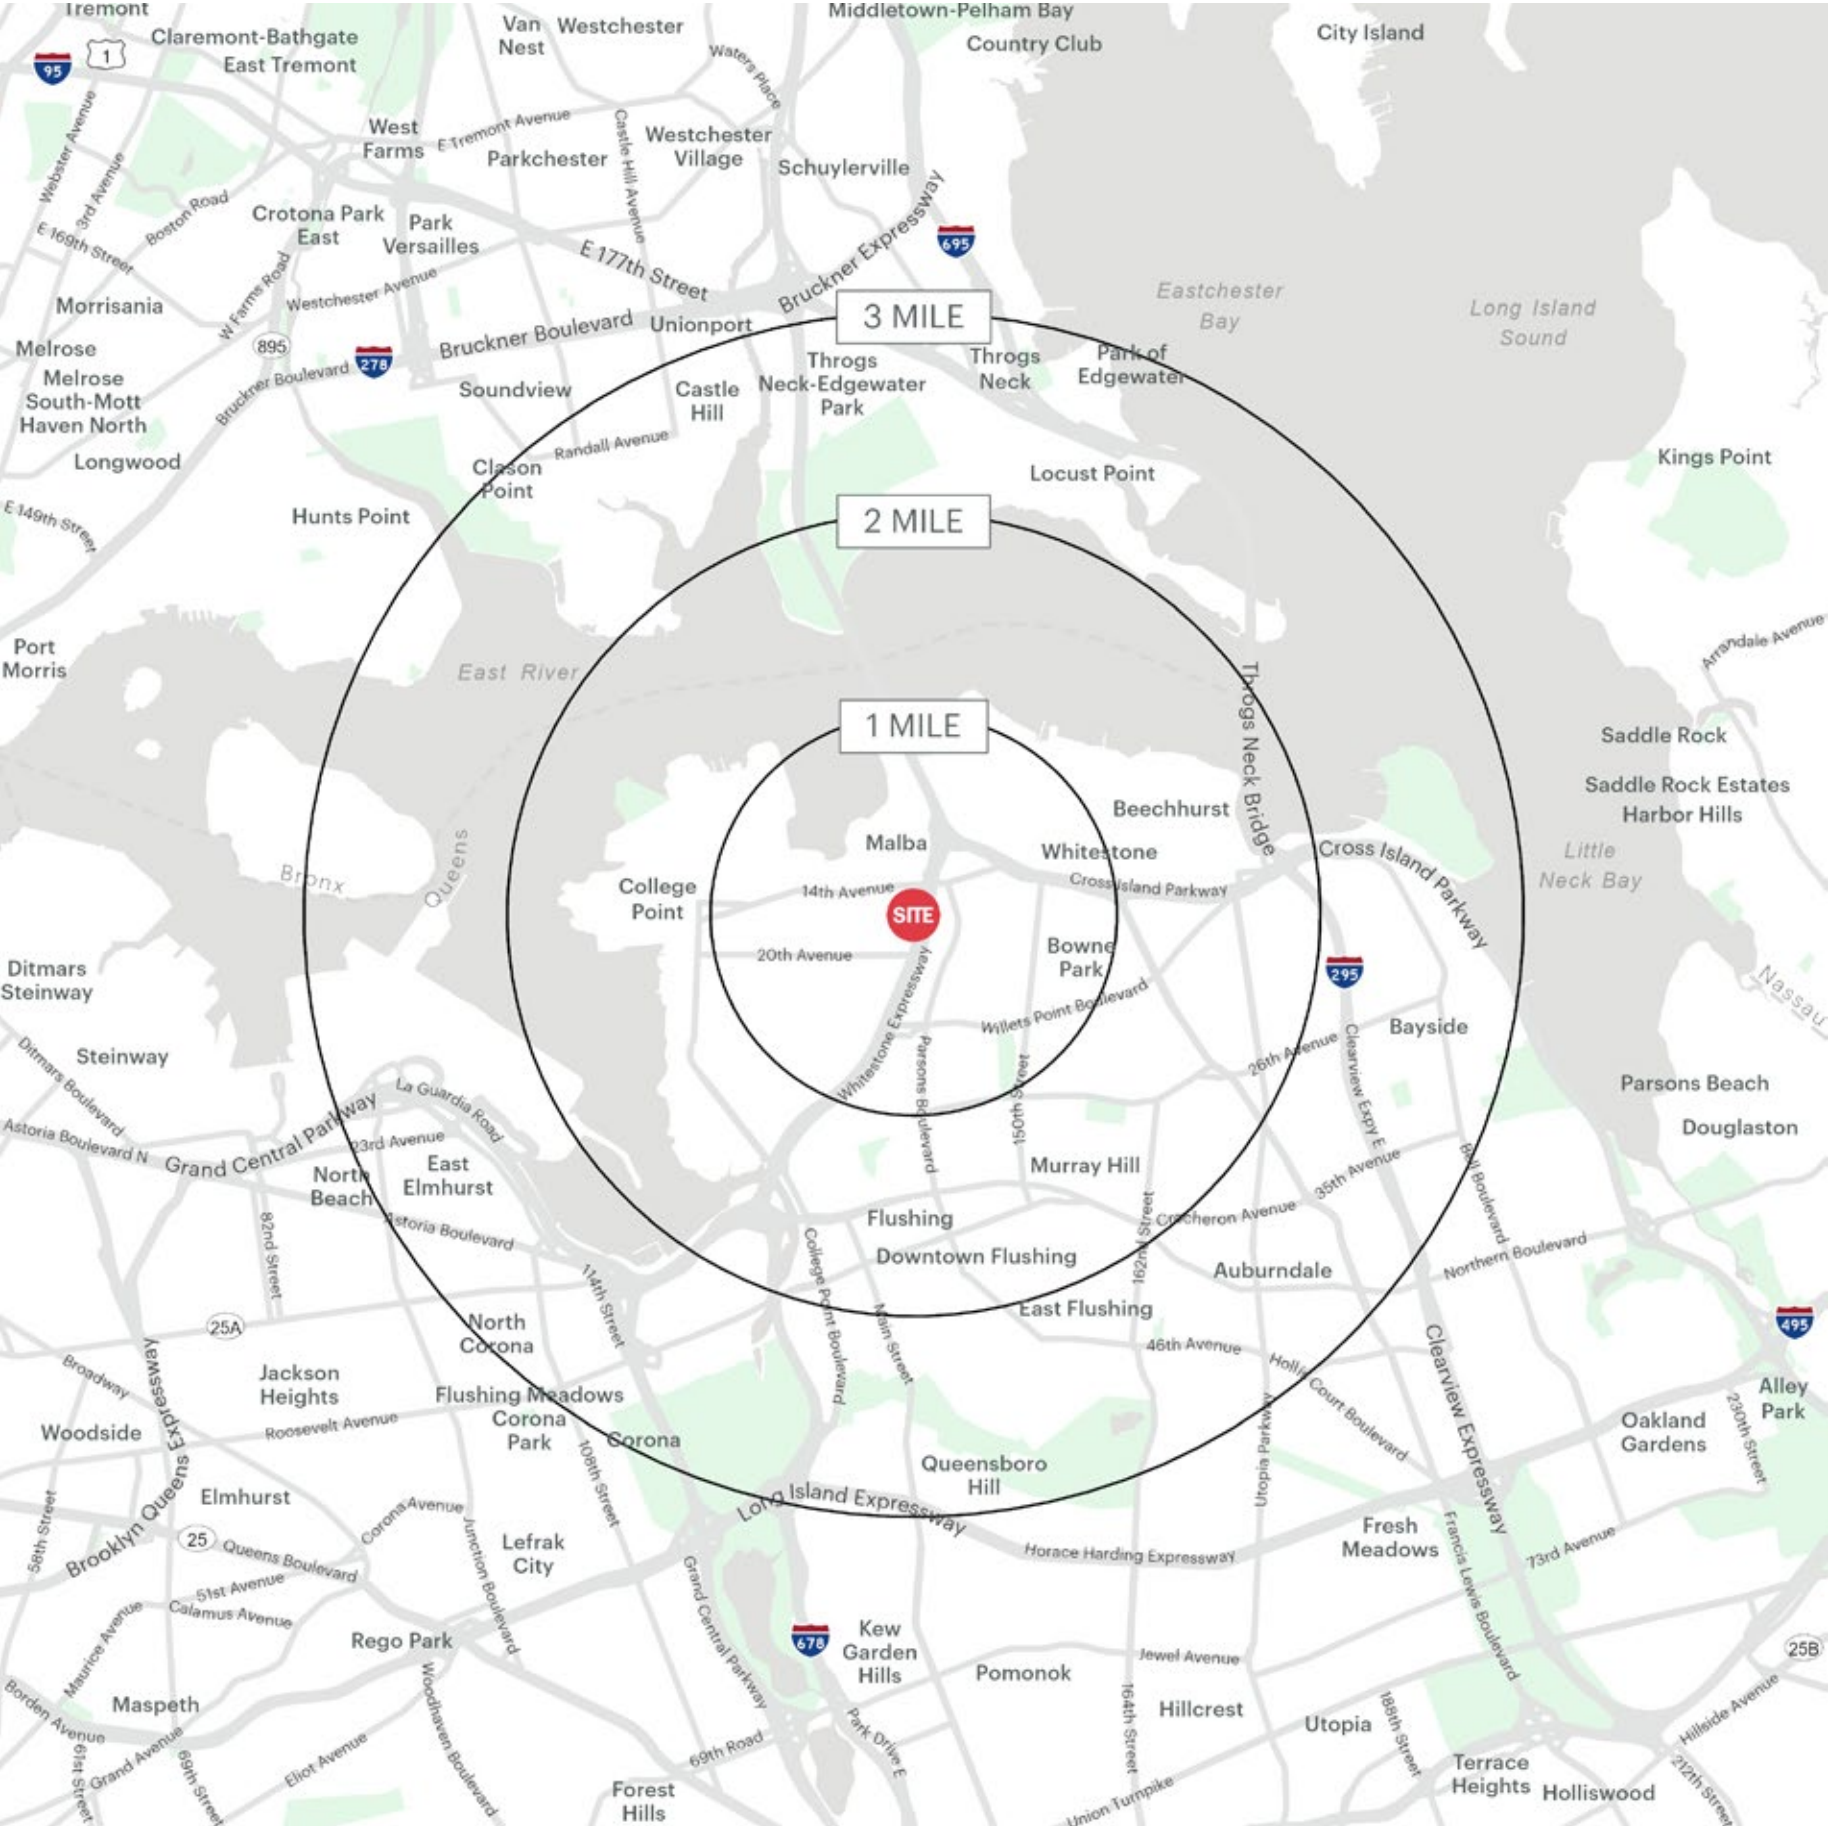 Tremont
Claremont-Bathgate
East Tremont
95
1
Van
Nest
Westchester
Waters Place
Middletown-Pelham Bay
Country Club
City Island
Webster Avenue
3rd Avenue
Boston Road
E 169th Street
West
Farms
E Tremont Avenue
Parkchester
Castle Hill Avenue
Westchester
Village
Schuylerville
Crotona Park
East
Park
Versailles
E 177th Street
Bruckner Expressway
695
Eastchester
Bay
Long Island
Sound
Morrisania
W Farms Road
Westchester Avenue
895
Bruckner Boulevard
278
Bruckner Boulevard
Unionport
3 MILE
Melrose
Melrose
South-Mott
Haven North
Longwood
Soundview
Castle
Hill
Throgs
Neck-Edgewater
Park
Throgs
Neck
Park of
Edgewater
Randall Avenue
Clason
Point
Locust Point
Kings Point
E 149th Street
Hunts Point
2 MILE
Port
Morris
East River
Arrandale Avenue
1 MILE
Throgs Neck Bridge
Saddle Rock
Saddle Rock Estates
Harbor Hills
Beechhurst
Malba
Whitestone
Cross Island Parkway
Cross Island Parkway
Little
Neck Bay
Bronx
Queens
College
Point
14th Avenue
SITE
20th Avenue
Bowne
Park
Willets Point Boulevard
Whitestone Expressway
Parsons Boulevard
150th Street
295
Nassau
Ditmars
Steinway
Steinway
Ditmars Boulevard
Astoria Boulevard N
Grand Central Parkway
La Guardia Road
23rd Avenue
North
Beach
East
Elmhurst
Astoria Boulevard
82nd Street
26th Avenue
Clearview Expy E
Bayside
Parsons Beach
Douglaston
Murray Hill
35th Avenue
Bell Boulevard
Crocheron Avenue
162nd Street
Flushing
Downtown Flushing
Auburndale
Northern Boulevard
College Point Boulevard
Main Street
East Flushing
114th Street
25A
North
Corona
46th Avenue
Hollis Court Boulevard
Clearview Expressway
495
Broadway
Brooklyn Queens Expressway
Jackson
Heights
Flushing Meadows
Corona
Park
Roosevelt Avenue
Woodside
108th Street
Corona
Queensboro
Hill
Utopia Parkway
Oakland
Gardens
230th Street
Alley
Park
58th Street
Elmhurst
Corona Avenue
25
Queens Boulevard
Junction Boulevard
Lefrak
City
Long Island Expressway
Horace Harding Expressway
Fresh
Meadows
Francis Lewis Boulevard
73rd Avenue
51st Avenue
Calamus Avenue
Maurice Avenue
Rego Park
Grand Central Parkway
678
Kew
Garden
Hills
Pomonok
Jewel Avenue
25B
Borden Avenue
Maspeth
Woodhaven Boulevard
164th Street
Hillcrest
Utopia
188th Street
Hillside Avenue
61st Street
Grand Avenue
69th Street
Eliot Avenue
69th Road
Park Drive E
Forest
Hills
Union Turnpike
Terrace
Heights
Holliswood
212th Street